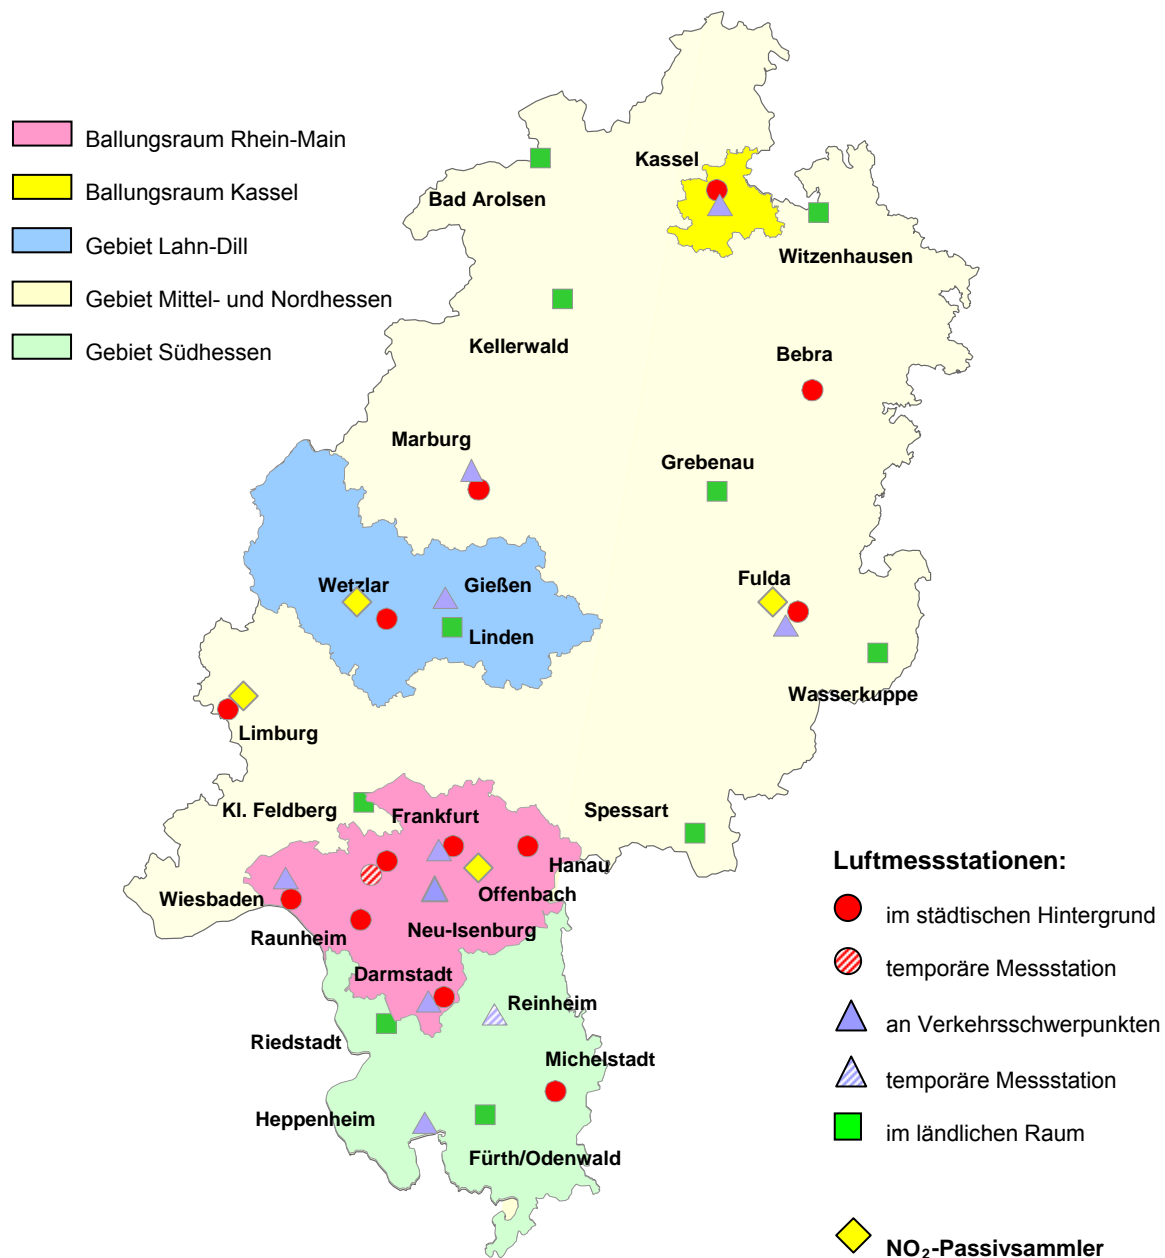 Ballungsraum Rhein-Main
Ballungsraum Kassel
Gebiet Lahn-Dill
Gebiet Mittel- und Nordhessen
Gebiet Südhessen
Kassel
Bad Arolsen
Witzenhausen
Kellerwald
Bebra
Marburg
Grebenau
Wetzlar
Gießen
Fulda
Linden
Wasserkuppe
Limburg
Kl. Feldberg
Frankfurt
Spessart
Hanau
Wiesbaden
Offenbach
Raunheim
Neu-Isenburg
Darmstadt
Reinheim
Riedstadt
Michelstadt
Heppenheim
Fürth/Odenwald
Luftmessstationen:
im städtischen Hintergrund
temporäre Messstation
an Verkehrsschwerpunkten
temporäre Messstation
im ländlichen Raum
NO₂-Passivsammler